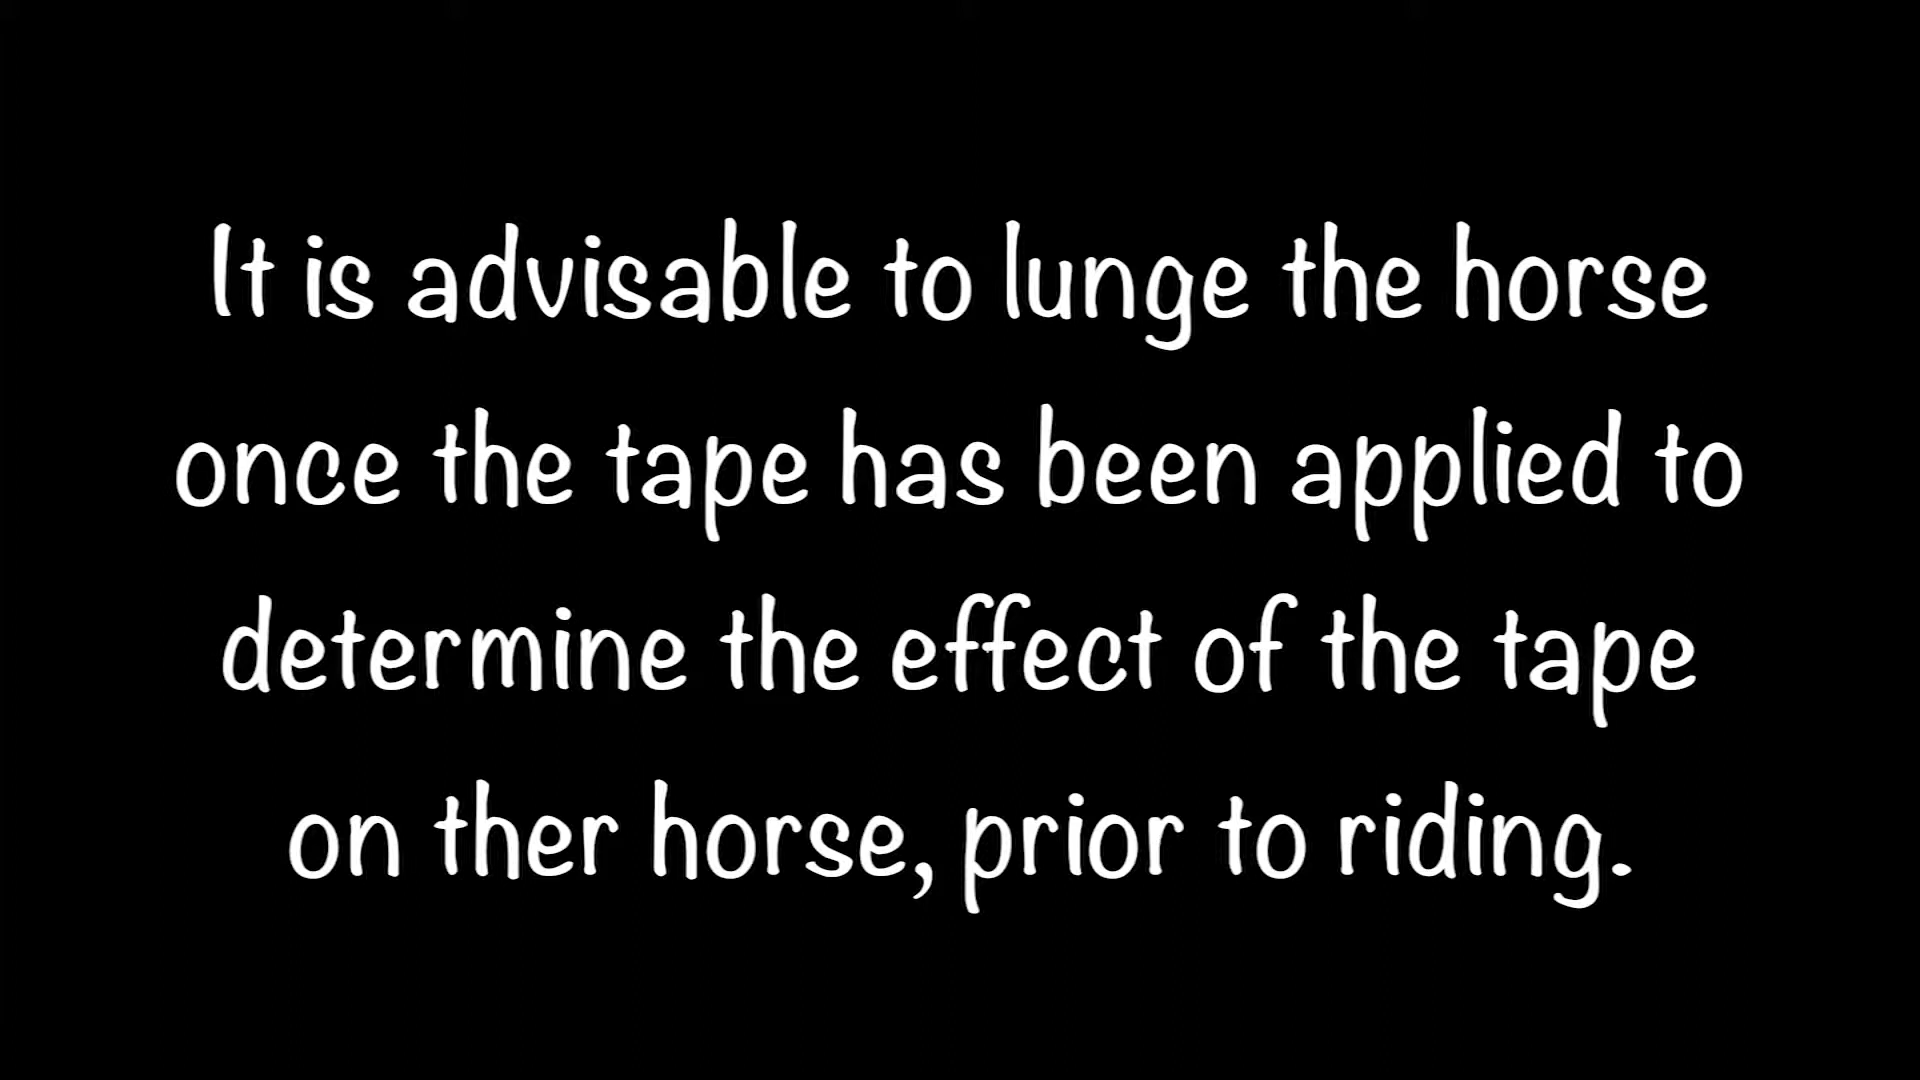 It is advisable to lunge the horse
once the tape has been applied to
determine the effect of the tape
on ther horse, prior to riding.